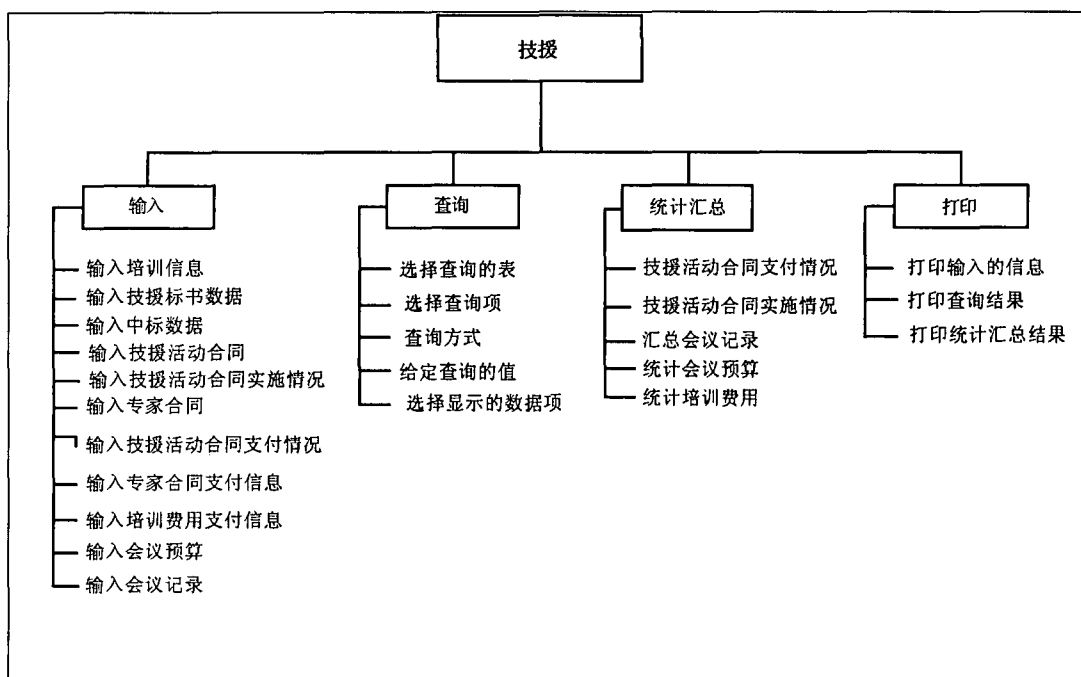 技援
输入
输入培训信息
输入技援标书数据
输入中标数据
输入技援活动合同
输入技援活动合同实施情况
输入专家合同
输入技援活动合同支付情况
输入专家合同支付信息
输入培训费用支付信息
输入会议预算
输入会议记录
查询
选择查询的表
选择查询项
查询方式
给定查询的值
选择显示的数据项
统计汇总
技援活动合同支付情况
技援活动合同实施情况
汇总会议记录
统计会议预算
统计培训费用
打印
打印输入的信息
打印查询结果
打印统计汇总结果